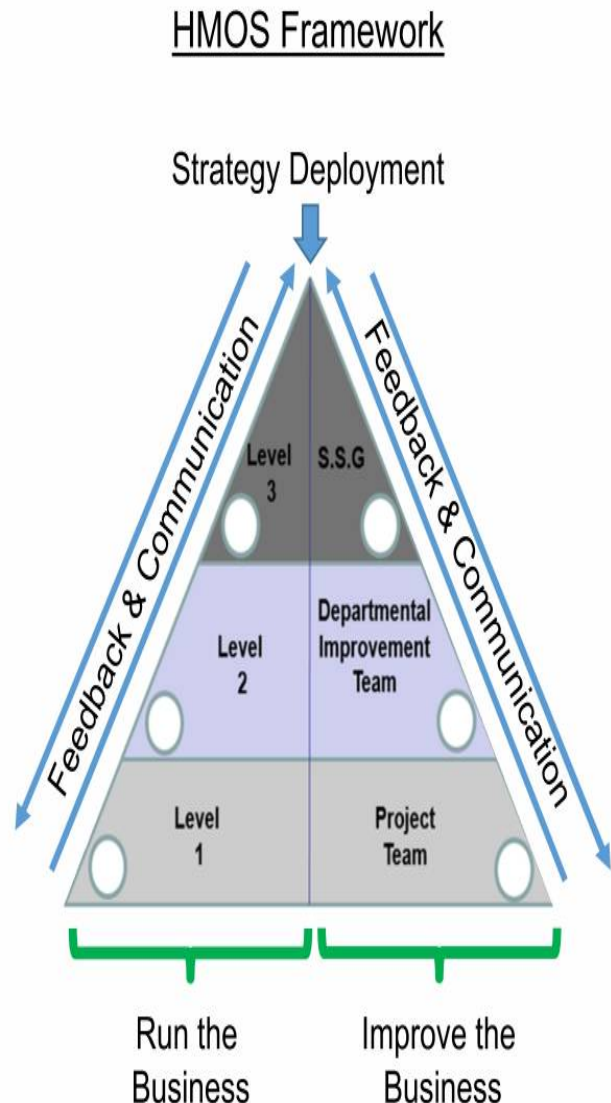 HMOS Framework
Strategy Deployment
Feedback & Communication
Feedback & Communication
Level
3
S.S.G
Level
2
Departmental
Improvement
Team
Level
1
Project
Team
Run the
Business
Improve the
Business